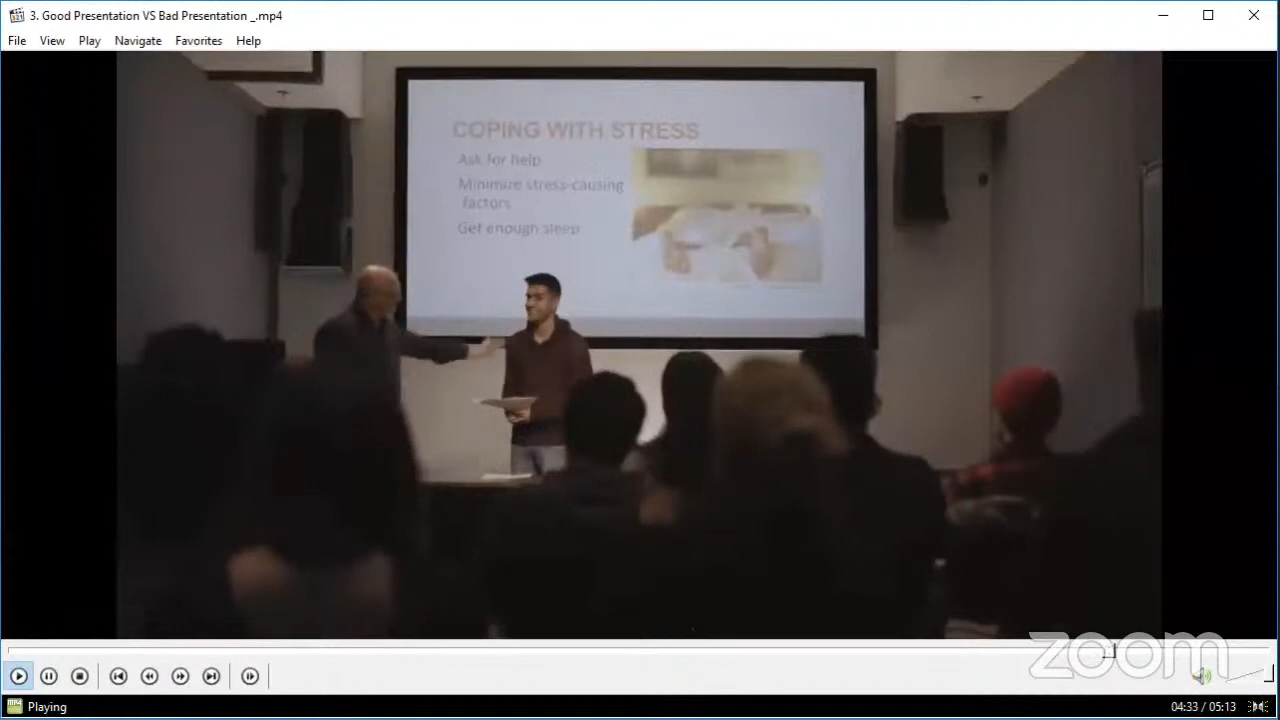 3. Good Presentation VS Bad Presentation _.mp4
File View Play Navigate Favorites Help
COPING WITH STRESS
Ask for help
Minimize stress-causing
factors
Get enough sleep
zoom
Playing
04:33 / 05:13